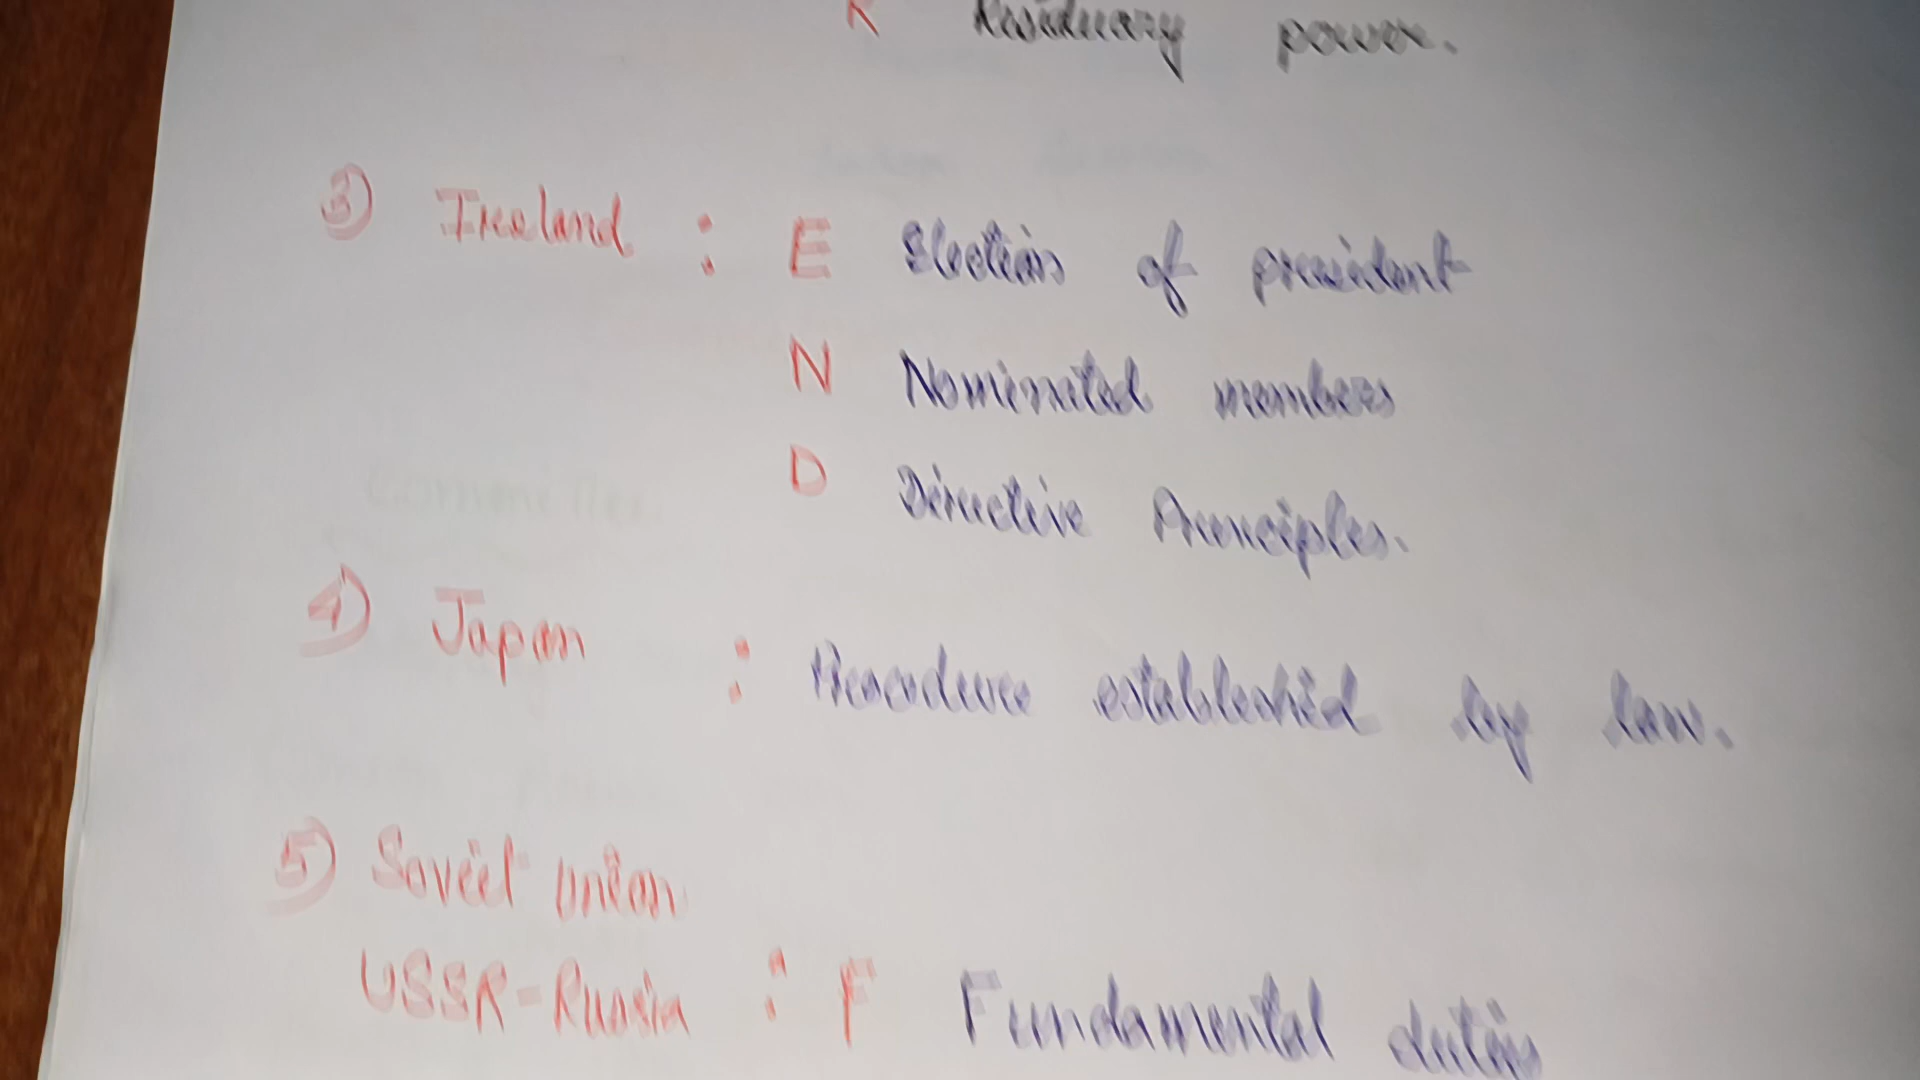 R Residuary power.
3) Ireland : E Election of president
N Nominated members
D Directive Principles.
4) Japan : Procedure established by law.
5) Soviet union
USSR-Russia : F Fundamental duties